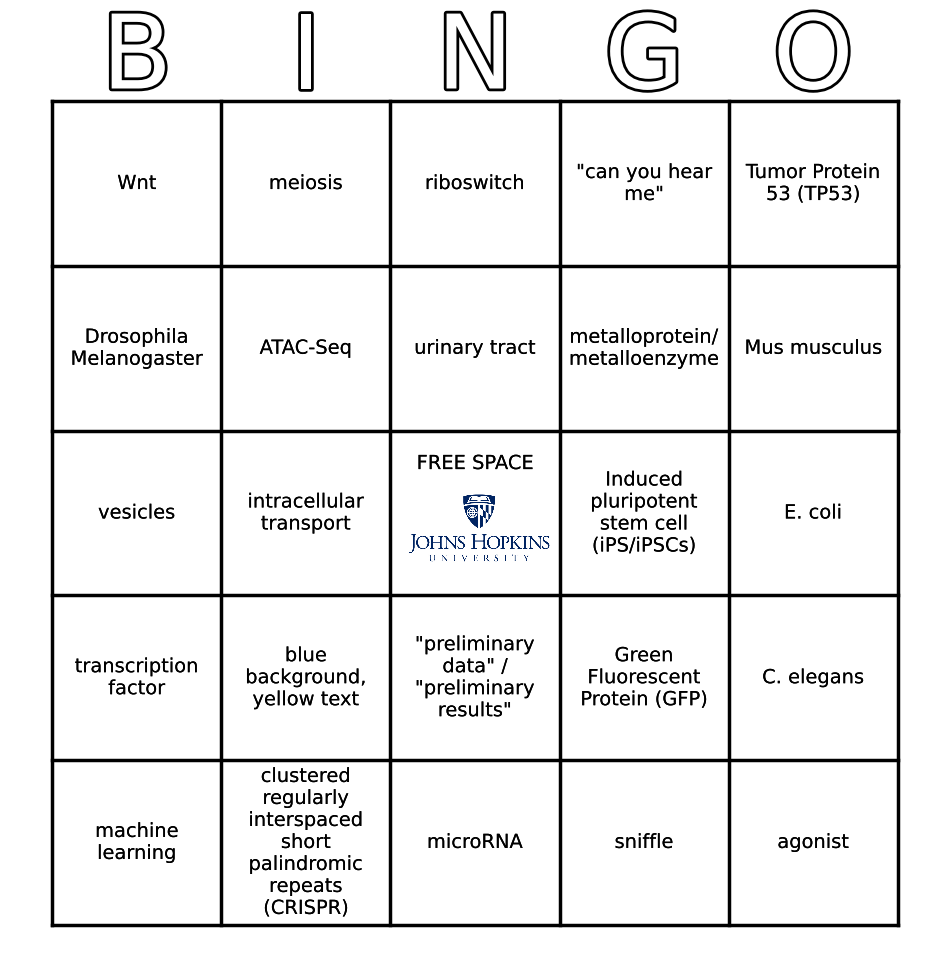 B I N G O
Wnt
meiosis
riboswitch
"can you hear
me"
Tumor Protein
53 (TP53)
Drosophila
Melanogaster
ATAC-Seq
urinary tract
metalloprotein/
metalloenzyme
Mus musculus
vesicles
intracellular
transport
FREE SPACE
JOHNS HOPKINS
UNIVERSITY
Induced
pluripotent
stem cell
(iPS/iPSCs)
E. coli
transcription
factor
blue
background,
yellow text
"preliminary
data" /
"preliminary
results"
Green
Fluorescent
Protein (GFP)
C. elegans
machine
learning
clustered
regularly
interspaced
short
palindromic
repeats
(CRISPR)
microRNA
sniffle
agonist